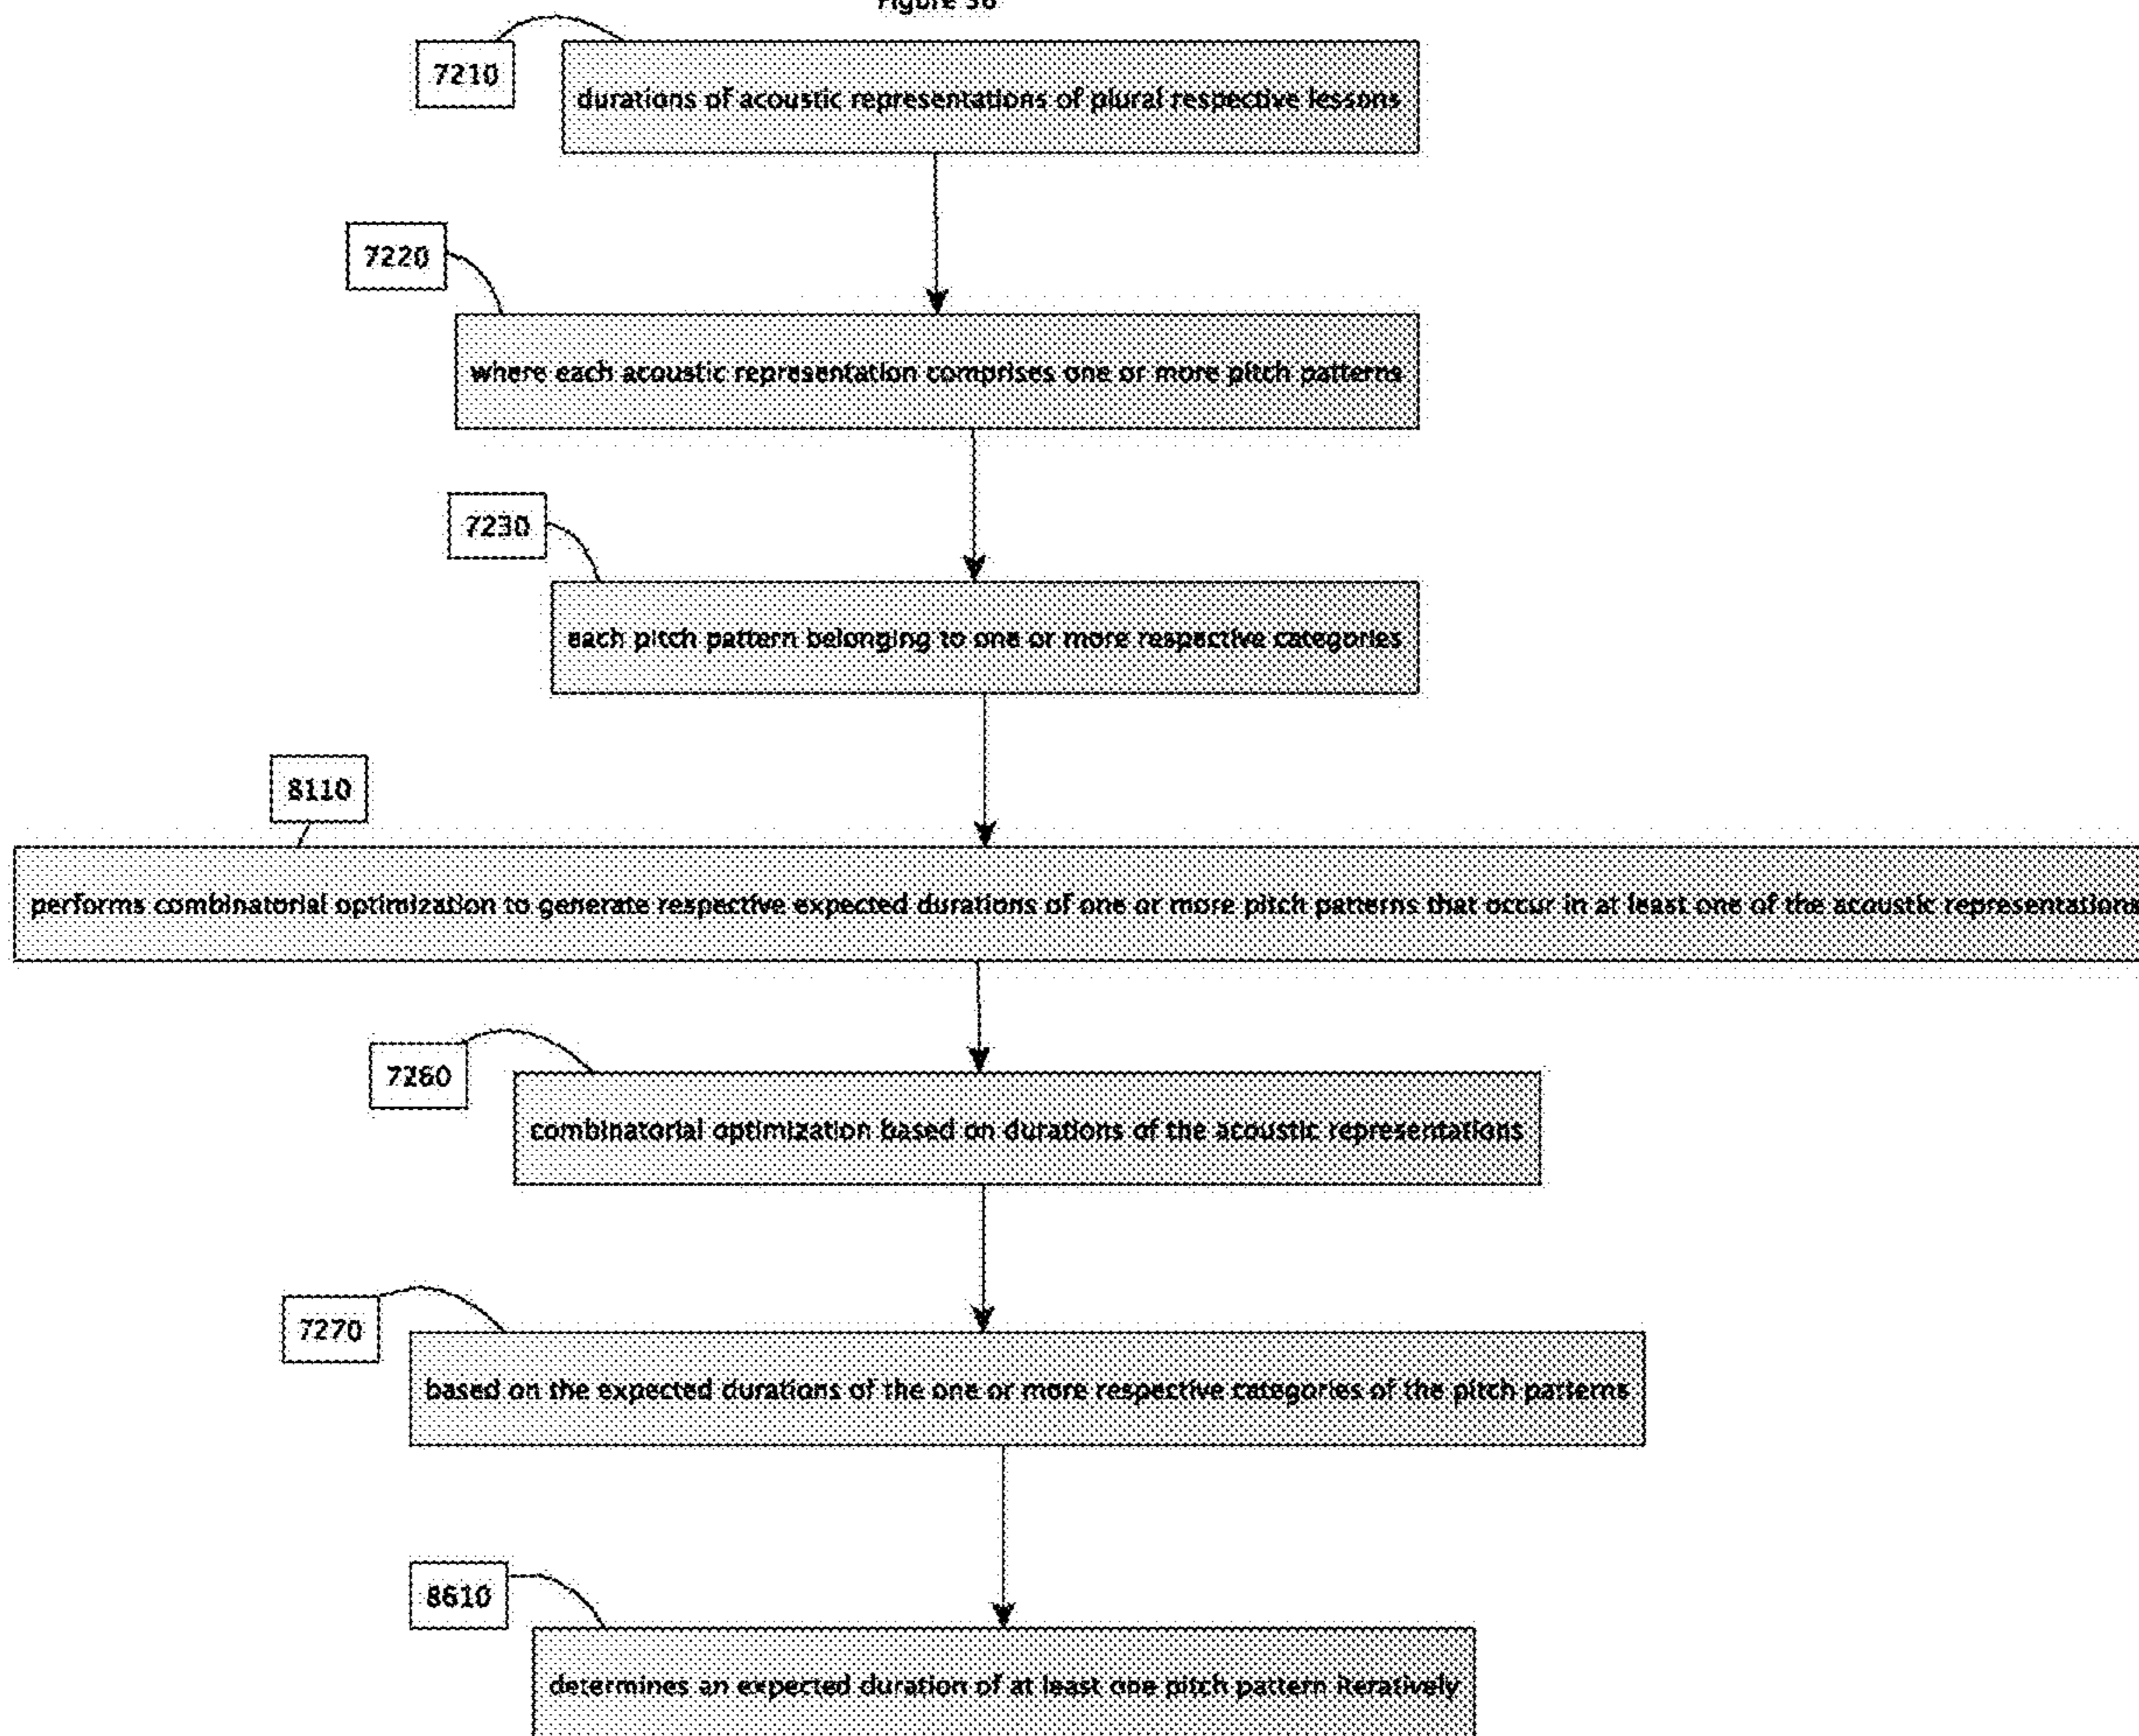 7210
durations of acoustic representations of plural respective lessons
7220
where each acoustic representation comprises one or more pitch patterns
7230
each pitch pattern belonging to one or more respective categories
8110
performs combinatorial optimization to generate respective expected durations of one or more pitch patterns that occur in at least one of the acoustic representations
7260
combinatorial optimization based on durations of the acoustic representations
7270
based on the expected durations of the one or more respective categories of the pitch patterns
8610
determines an expected duration of at least one pitch pattern iteratively